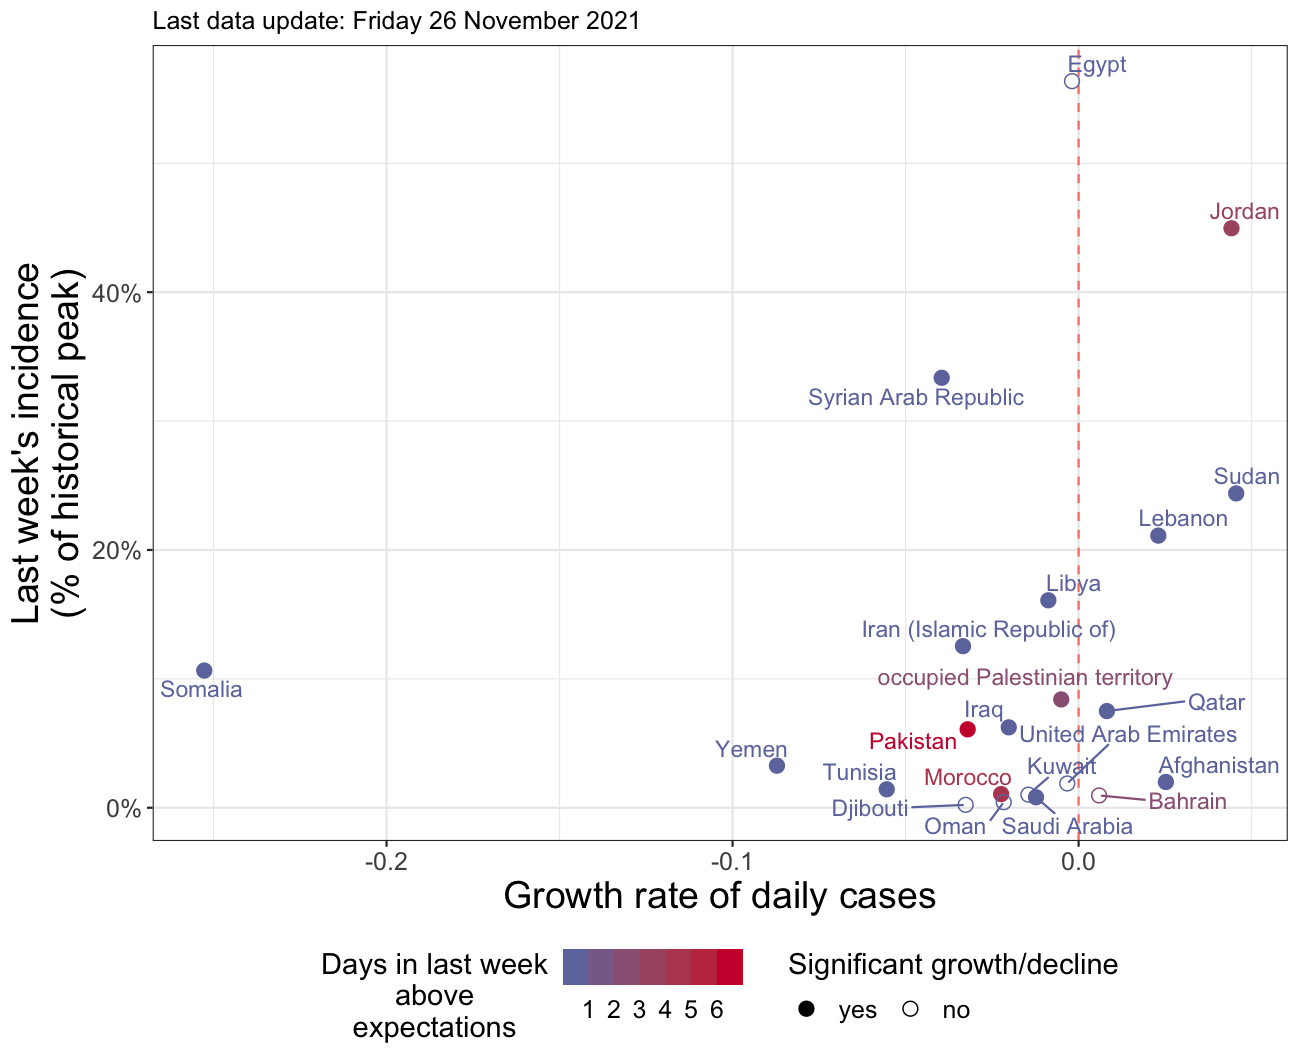 Last data update: Friday 26 November 2021
Egypt
Jordan
Last week's incidence
(% of historical peak)
40%
Syrian Arab Republic
Sudan
Lebanon
20%
Libya
Iran (Islamic Republic of)
occupied Palestinian territory
Somalia
Qatar
Iraq
United Arab Emirates
Pakistan
Yemen
Kuwait
Afghanistan
Tunisia
Morocco
0%
Djibouti
Bahrain
Oman
Saudi Arabia
-0.2 -0.1 0.0
Growth rate of daily cases
Days in last week
above
expectations
1 2 3 4 5 6
Significant growth/decline
yes no